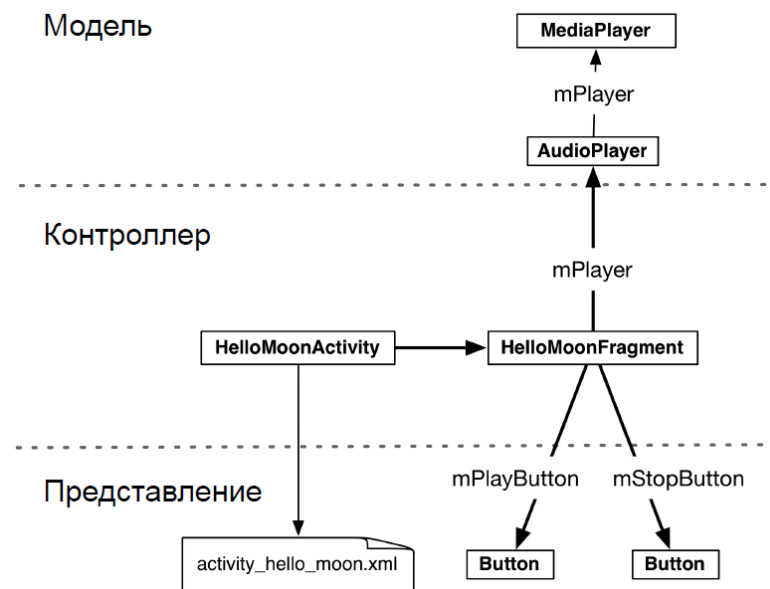 Модель
MediaPlayer
mPlayer
AudioPlayer
Контроллер
mPlayer
HelloMoonActivity
HelloMoonFragment
mPlayButton
mStopButton
Представление
activity_hello_moon.xml
Button
Button